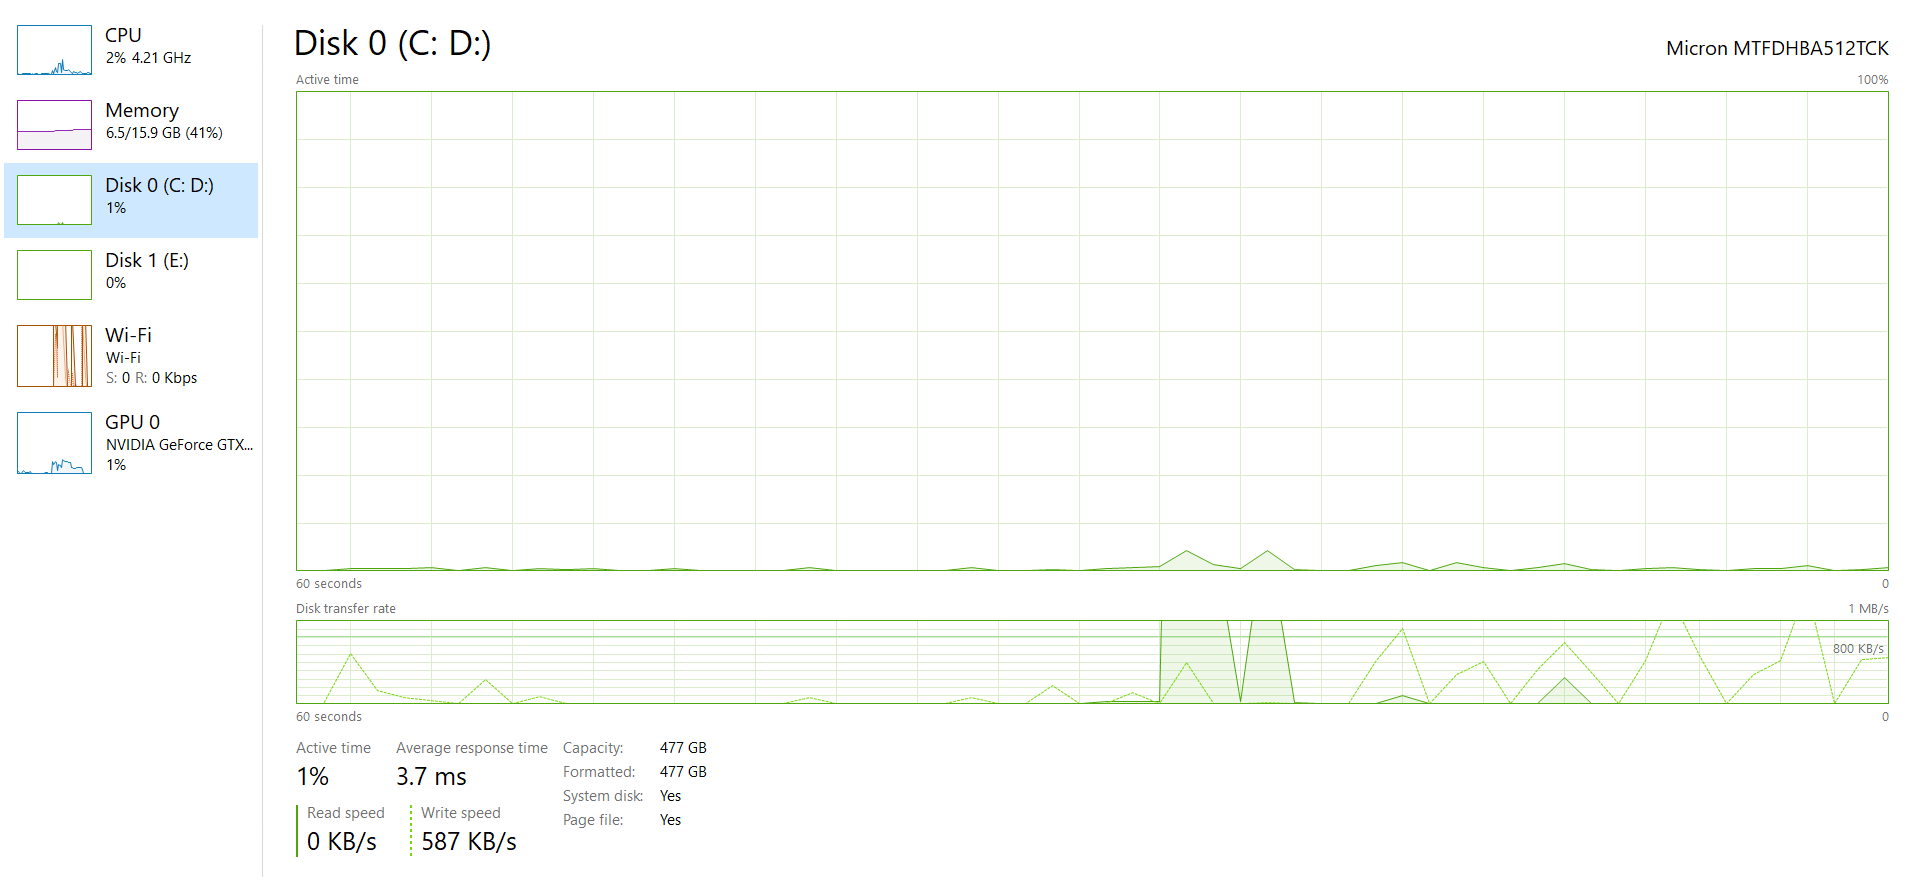 CPU
2% 4.21 GHz
Memory
6.5/15.9 GB (41%)
Disk 0 (C: D:)
1%
Disk 1 (E:)
0%
Wi-Fi
Wi-Fi
S: 0 R: 0 Kbps
GPU 0
NVIDIA GeForce GTX...
1%
Disk 0 (C: D:)
Micron MTFDHBA512TCK
Active time
100%
60 seconds
0
Disk transfer rate
1 MB/s
800 KB/s
60 seconds
0
Active time
1%
Average response time
3.7 ms
Read speed
0 KB/s
Write speed
587 KB/s
Capacity: 477 GB
Formatted: 477 GB
System disk: Yes
Page file: Yes